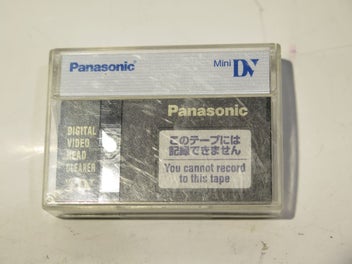 Panasonic
Mini DV
Panasonic
DIGITAL
VIDEO
HEAD
CLEANER
このテープには
記録できません
You cannot record
to this tape